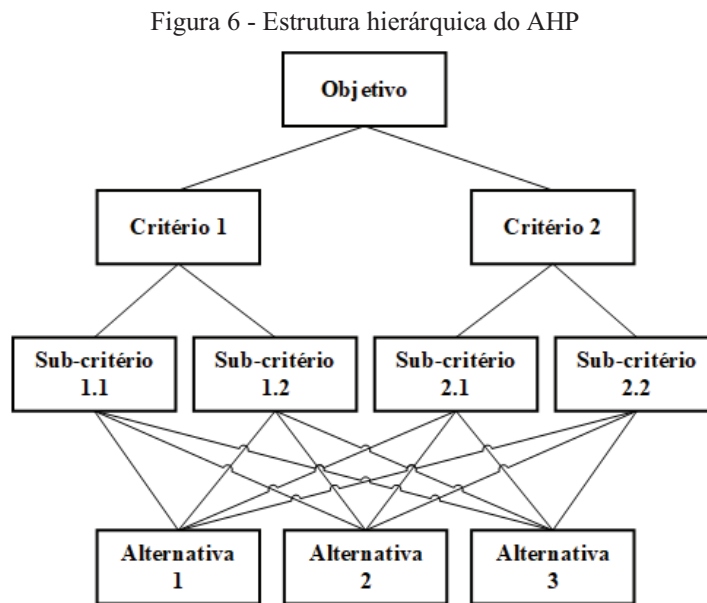 Figura 6 - Estrutura hierárquica do AHP
Objetivo
Critério 1
Critério 2
Sub-critério
1.1
Sub-critério
1.2
Sub-critério
2.1
Sub-critério
2.2
Alternativa
1
Alternativa
2
Alternativa
3